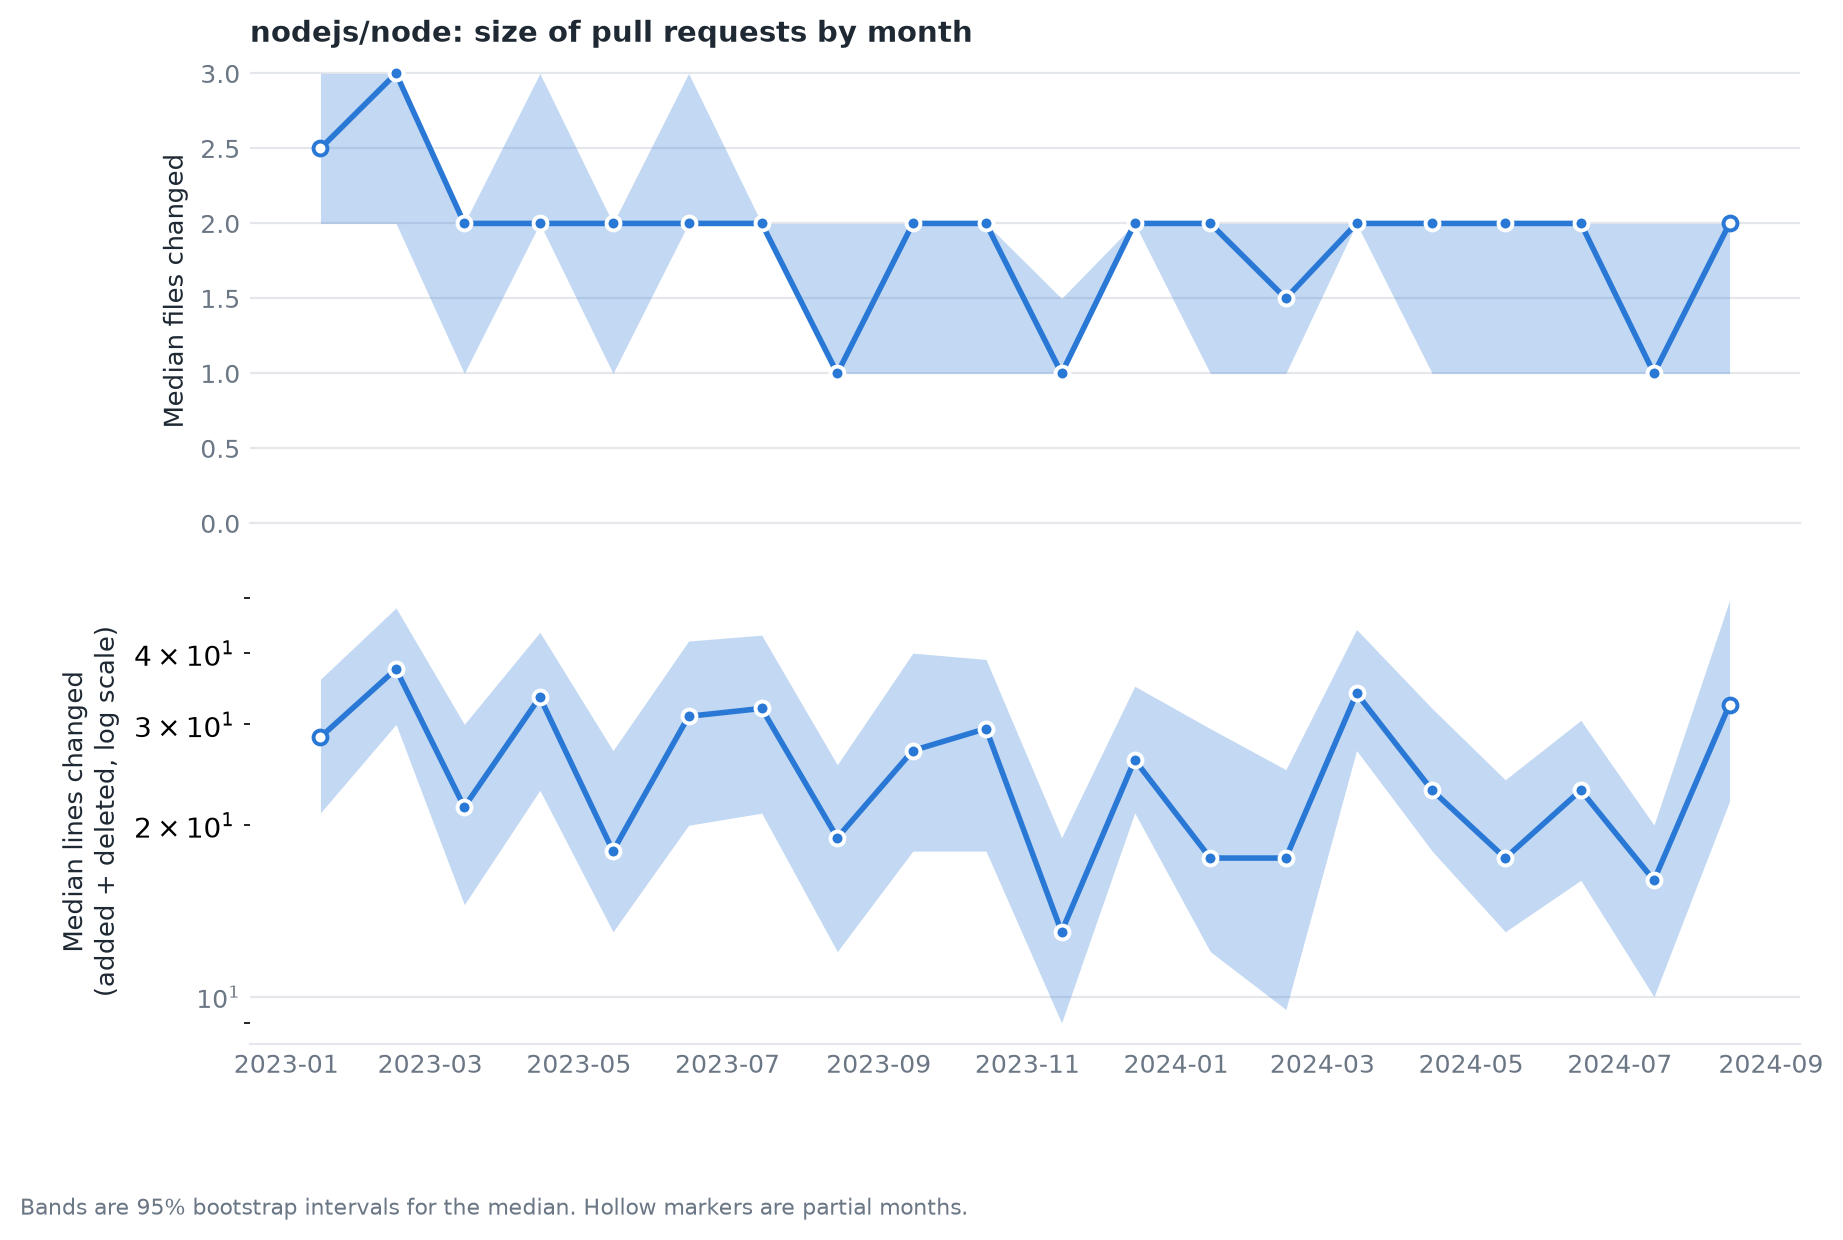 nodejs/node: size of pull requests by month
Median files changed
3.0
2.5
2.0
1.5
1.0
0.5
0.0
Median lines changed
(added + deleted, log scale)
4 × 10¹
3 × 10¹
2 × 10¹
10¹
2023-01 2023-03 2023-05 2023-07 2023-09 2023-11 2024-01 2024-03 2024-05 2024-07 2024-09
Bands are 95% bootstrap intervals for the median. Hollow markers are partial months.